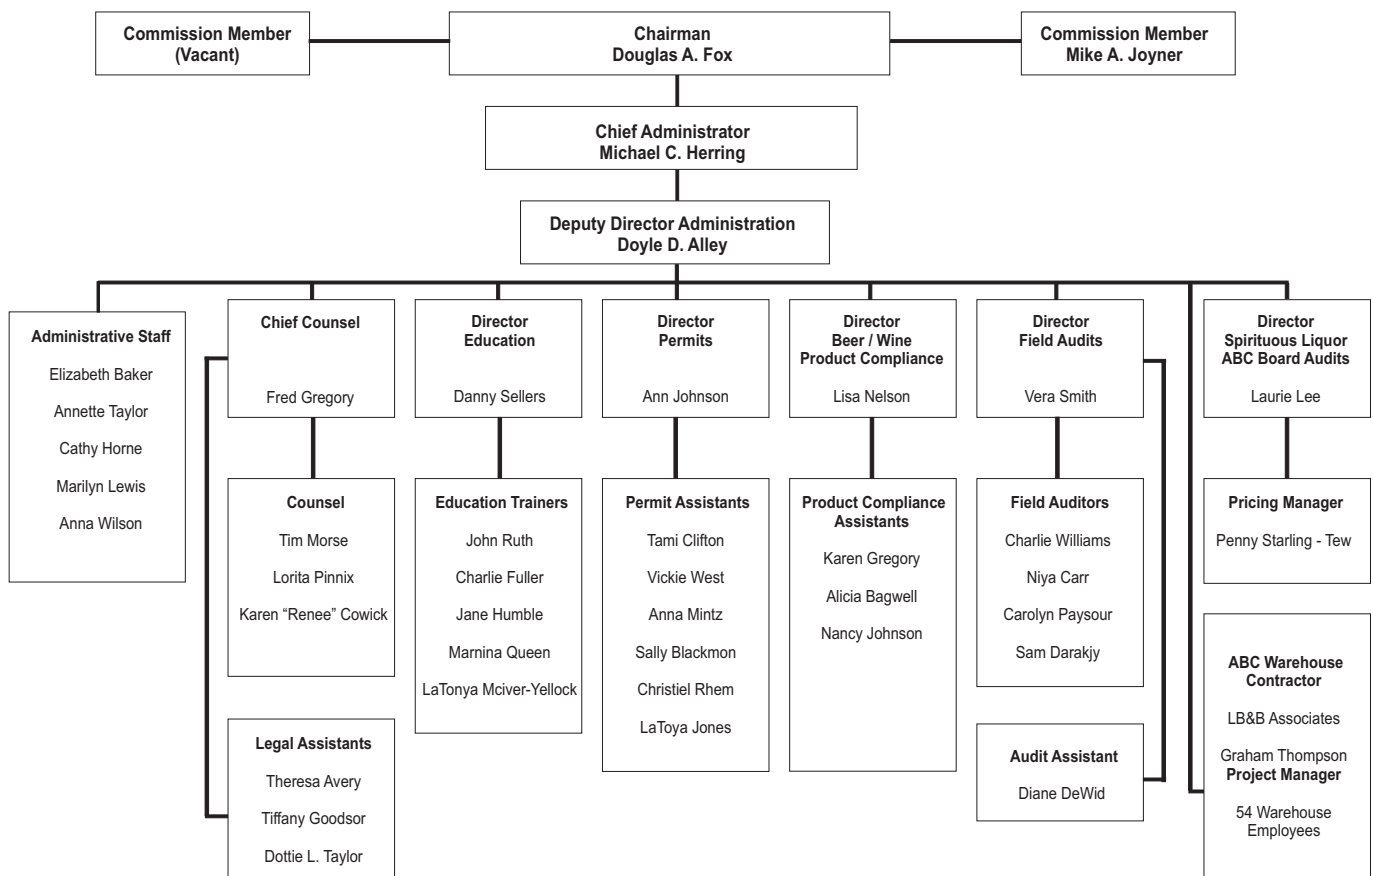 Commission Member
(Vacant)
Chairman
Douglas A. Fox
Commission Member
Mike A. Joyner
Chief Administrator
Michael C. Herring
Deputy Director Administration
Doyle D. Alley
Administrative Staff
Elizabeth Baker
Annette Taylor
Cathy Horne
Marilyn Lewis
Anna Wilson
Chief Counsel
Fred Gregory
Director
Education
Danny Sellers
Director
Permits
Ann Johnson
Director
Beer / Wine
Product Compliance
Lisa Nelson
Director
Field Audits
Vera Smith
Director
Spirituous Liquor
ABC Board Audits
Laurie Lee
Counsel
Tim Morse
Lorita Pinnix
Karen “Renee” Cowick
Education Trainers
John Ruth
Charlie Fuller
Jane Humble
Marnina Queen
LaTonya Mciver-Yellock
Permit Assistants
Tami Clifton
Vickie West
Anna Mintz
Sally Blackmon
Christiel Rhem
LaToya Jones
Product Compliance
Assistants
Karen Gregory
Alicia Bagwell
Nancy Johnson
Field Auditors
Charlie Williams
Niya Carr
Carolyn Paysour
Sam Darakjy
Pricing Manager
Penny Starling - Tew
Legal Assistants
Theresa Avery
Tiffany Goodsor
Dottie L. Taylor
Audit Assistant
Diane DeWid
ABC Warehouse
Contractor
LB&B Associates
Graham Thompson
Project Manager
54 Warehouse
Employees